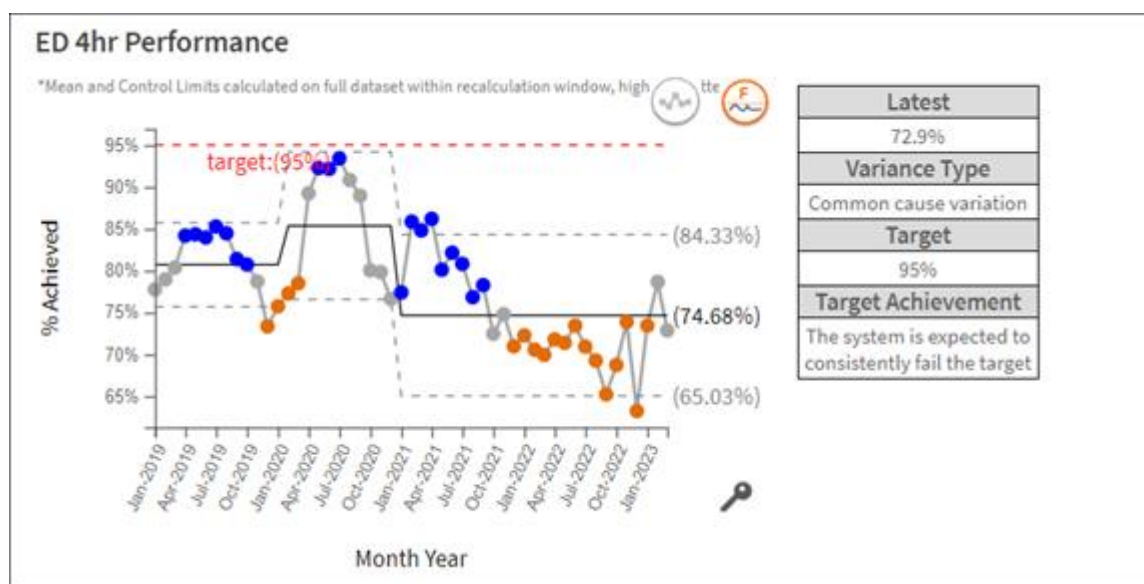 ED 4hr Performance
*Mean and Control Limits calculated on full dataset within recalculation window, high tte
F
95%
90%
85%
80%
75%
70%
65%
target:(95%)
(84.33%)
(74.68%)
(65.03%)
% Achieved
Jan-2019
Apr-2019
Jul-2019
Oct-2019
Jan-2020
Apr-2020
Jul-2020
Oct-2020
Jan-2021
Apr-2021
Jul-2021
Oct-2021
Jan-2022
Apr-2022
Jul-2022
Oct-2022
Jan-2023
Month Year
Latest
72.9%
Variance Type
Common cause variation
Target
95%
Target Achievement
The system is expected to
consistently fail the target